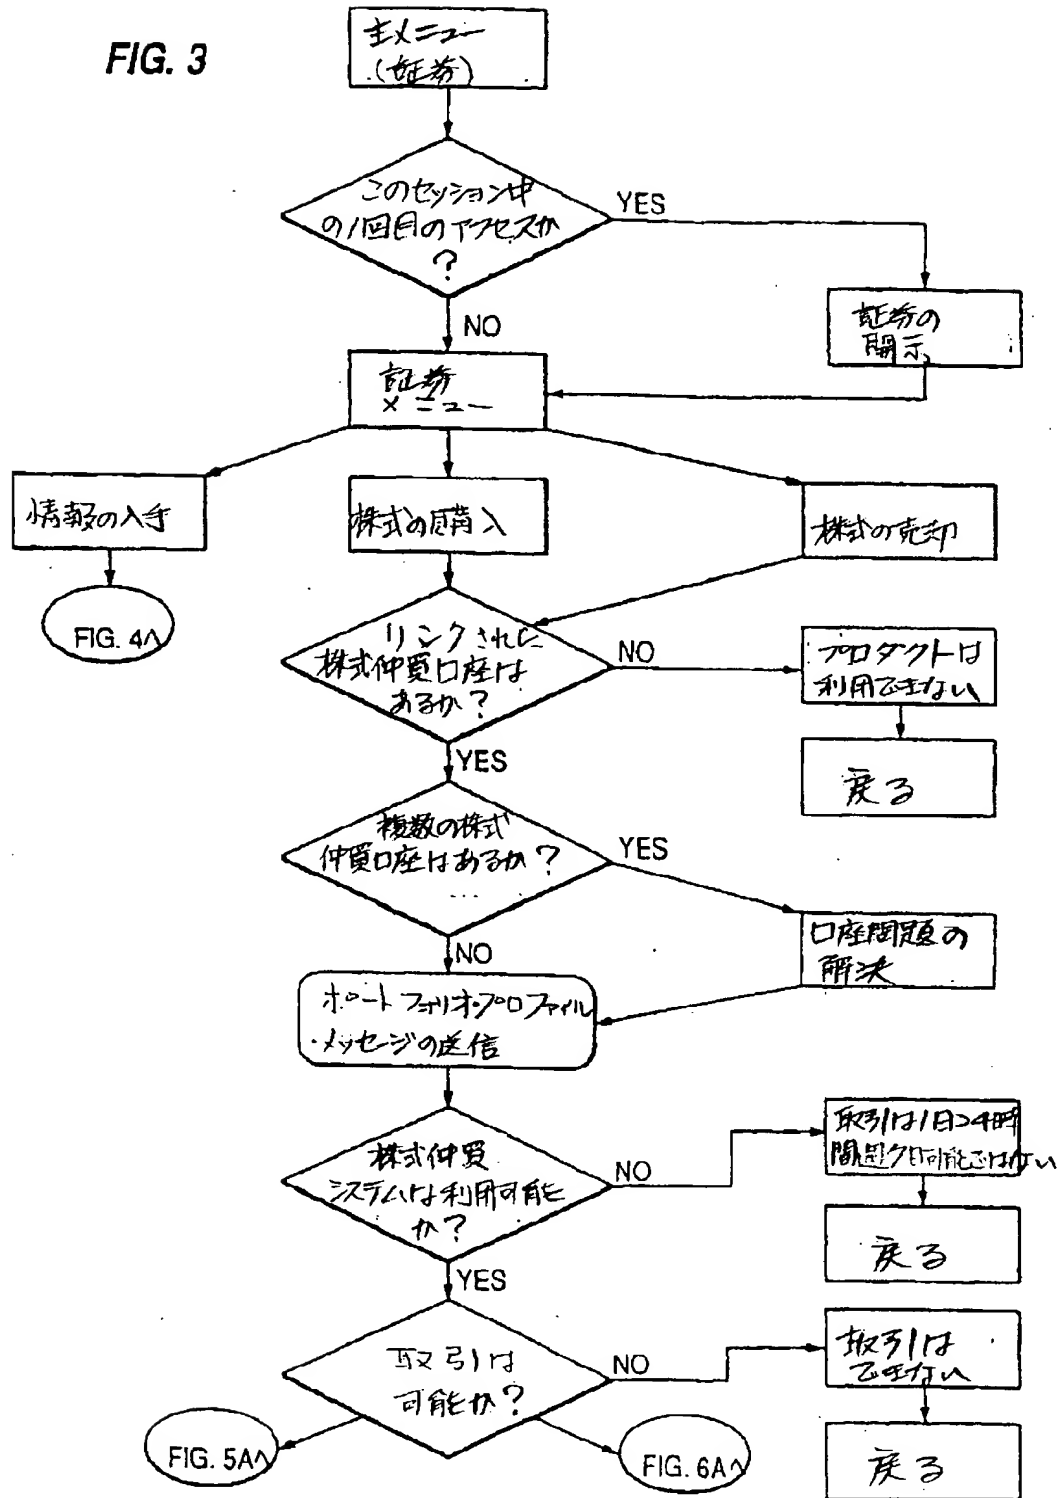 FIG. 3
主メニュー
(証券)
このセッション中
の1回目のアクセスか
?
YES
NO
証券の
開示
証券
メニュー
情報の入手
株式の購入
株式の売却
FIG. 4へ
リンクされた
株式仲買口座は
あるか?
NO
プロダクトは
利用できない
YES
戻る
複数の株式
仲買口座はあるか?
YES
...
NO
口座問題の
解決
ポートフォリオ・プロファイル
・メッセージの送信
株式仲買
システムは利用可能
か?
NO
取引は1日24時
間週7日可能ではない
戻る
YES
取引は
可能か?
NO
取引は
できない
FIG. 5Aへ
FIG. 6Aへ
戻る